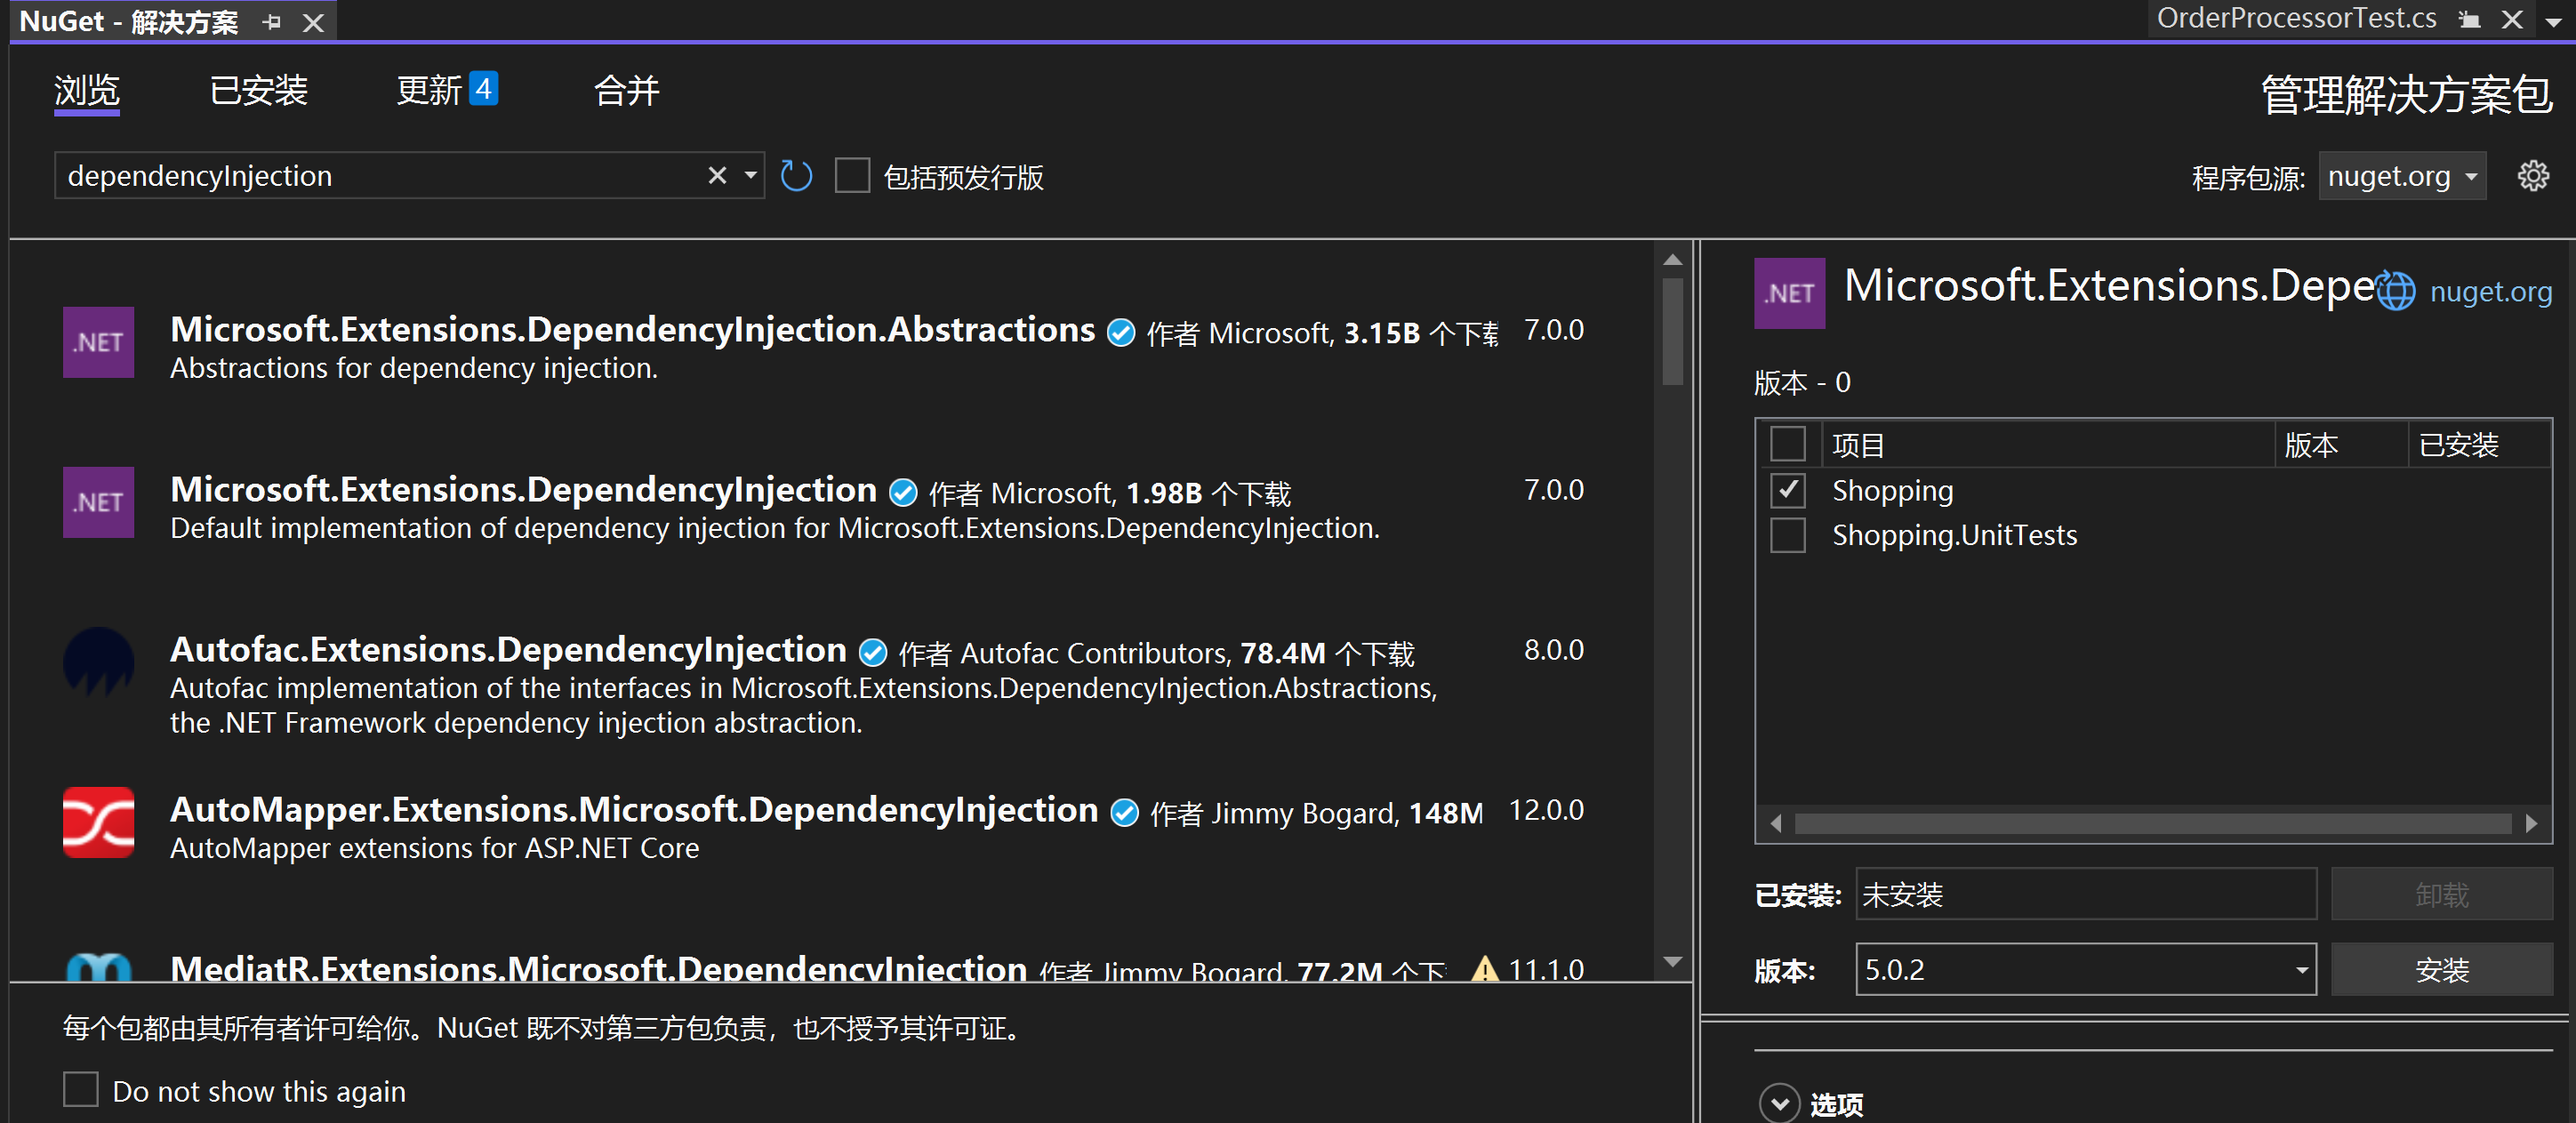 NuGet - 解决方案
OrderProcessorTest.cs
浏览 已安装 更新 4 合并
管理解决方案包
dependencyInjection
包括预发行版
程序包源: nuget.org
.NET
Microsoft.Extensions.DependencyInjection.Abstractions 作者 Microsoft, 3.15B 个下载 7.0.0
Abstractions for dependency injection.
.NET
Microsoft.Extensions.DependencyInjection 作者 Microsoft, 1.98B 个下载 7.0.0
Default implementation of dependency injection for Microsoft.Extensions.DependencyInjection.
Autofac.Extensions.DependencyInjection 作者 Autofac Contributors, 78.4M 个下载 8.0.0
Autofac implementation of the interfaces in Microsoft.Extensions.DependencyInjection.Abstractions,
the .NET Framework dependency injection abstraction.
AutoMapper.Extensions.Microsoft.DependencyInjection 作者 Jimmy Bogard, 148M 12.0.0
AutoMapper extensions for ASP.NET Core
MediatR.Extensions.Microsoft.DependencyInjection 作者 Jimmy Bogard, 77.2M 个下 11.1.0
每个包都由其所有者许可给你。NuGet 既不对第三方包负责，也不授予其许可证。
Do not show this again
.NET
Microsoft.Extensions.Depe nuget.org
版本 - 0
项目 版本 已安装
Shopping
Shopping.UnitTests
已安装: 未安装 卸载
版本: 5.0.2 安装
选项